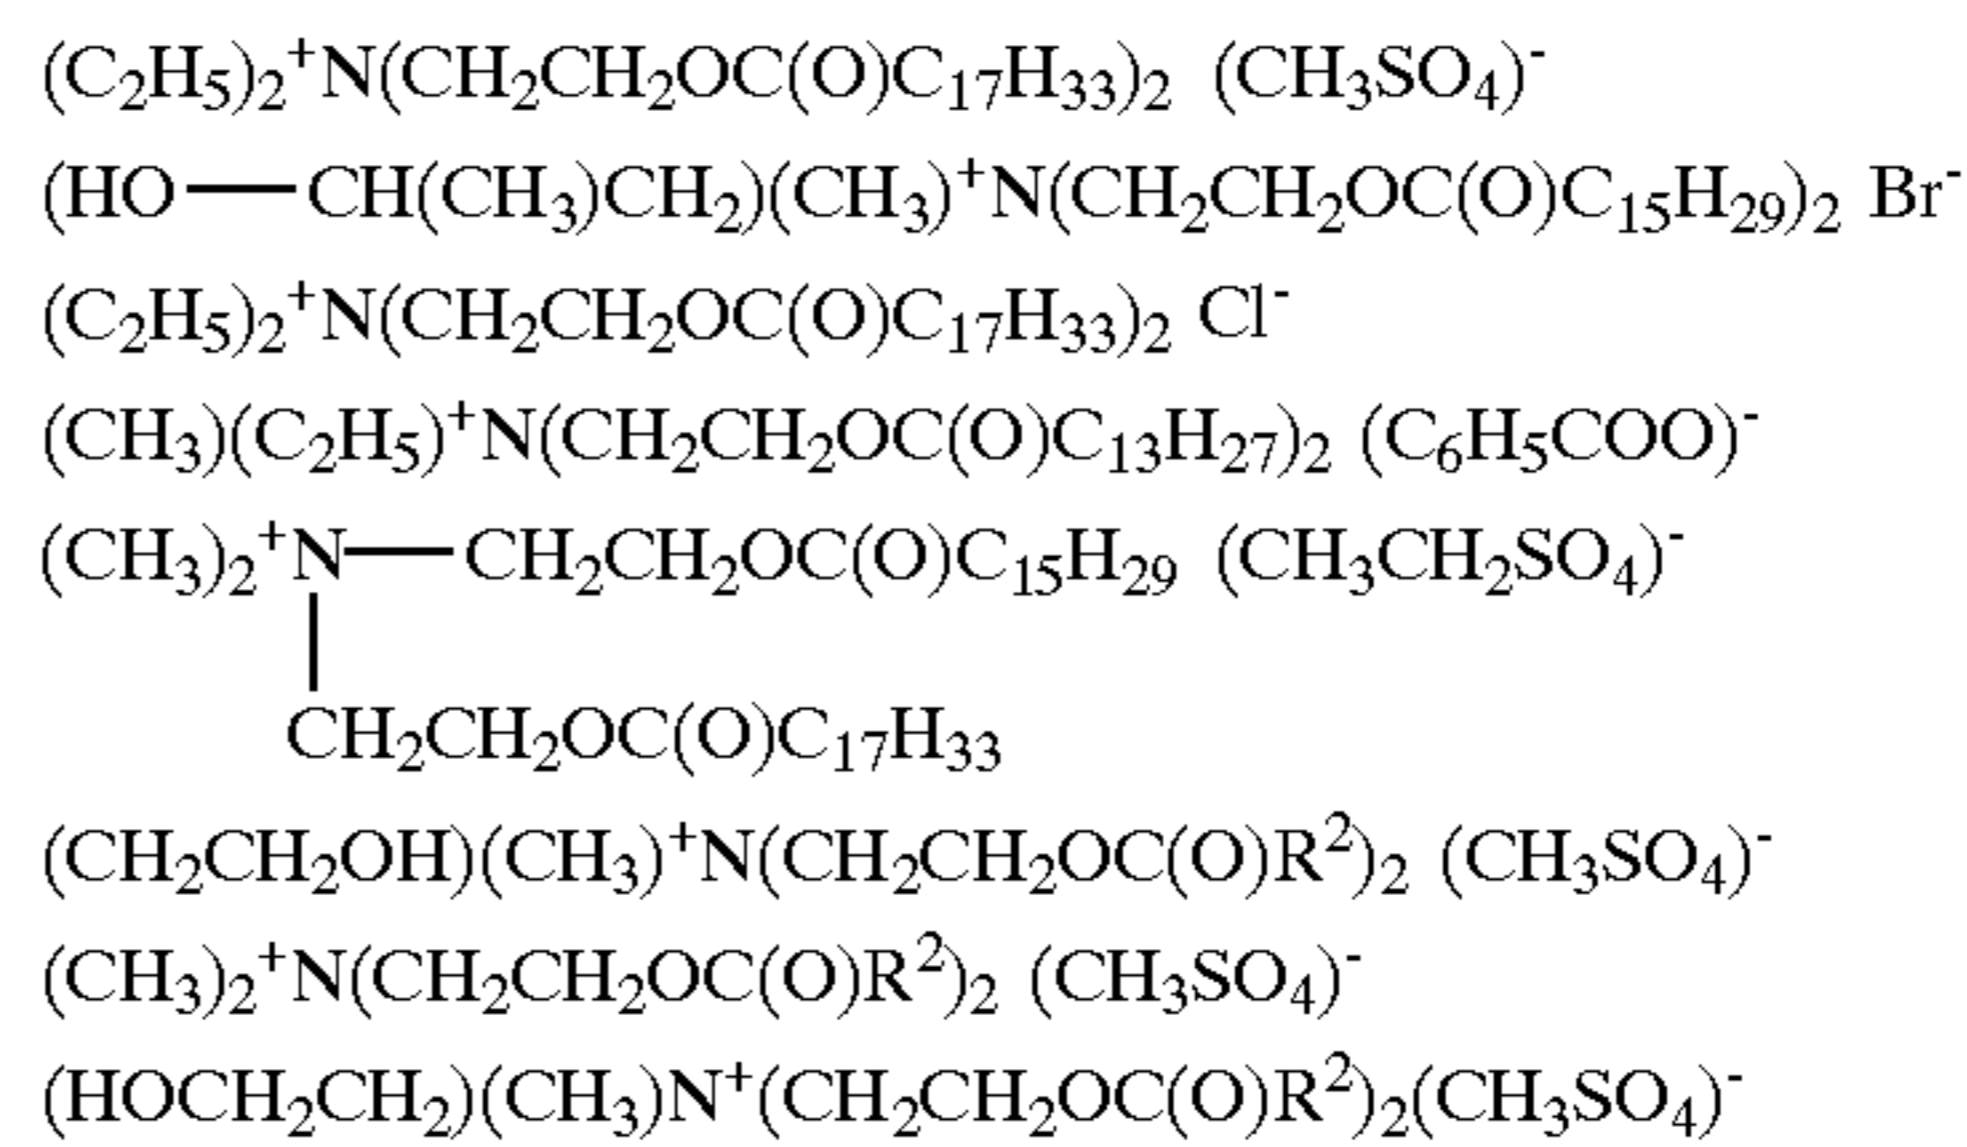 (C₂H₅)₂⁺N(CH₂CH₂OC(O)C₁₇H₃₃)₂ (CH₃SO₄)⁻
(HO—CH(CH₃)CH₂)(CH₃)⁺N(CH₂CH₂OC(O)C₁₅H₂₉)₂ Br⁻
(C₂H₅)₂⁺N(CH₂CH₂OC(O)C₁₇H₃₃)₂ Cl⁻
(CH₃)(C₂H₅)⁺N(CH₂CH₂OC(O)C₁₃H₂₇)₂ (C₆H₅COO)⁻
(CH₃)₂⁺N—CH₂CH₂OC(O)C₁₅H₂₉ (CH₃CH₂SO₄)⁻
CH₂CH₂OC(O)C₁₇H₃₃
(CH₂CH₂OH)(CH₃)⁺N(CH₂CH₂OC(O)R²)₂ (CH₃SO₄)⁻
(CH₃)₂⁺N(CH₂CH₂OC(O)R²)₂ (CH₃SO₄)⁻
(HOCH₂CH₂)(CH₃)N⁺(CH₂CH₂OC(O)R²)₂(CH₃SO₄)⁻